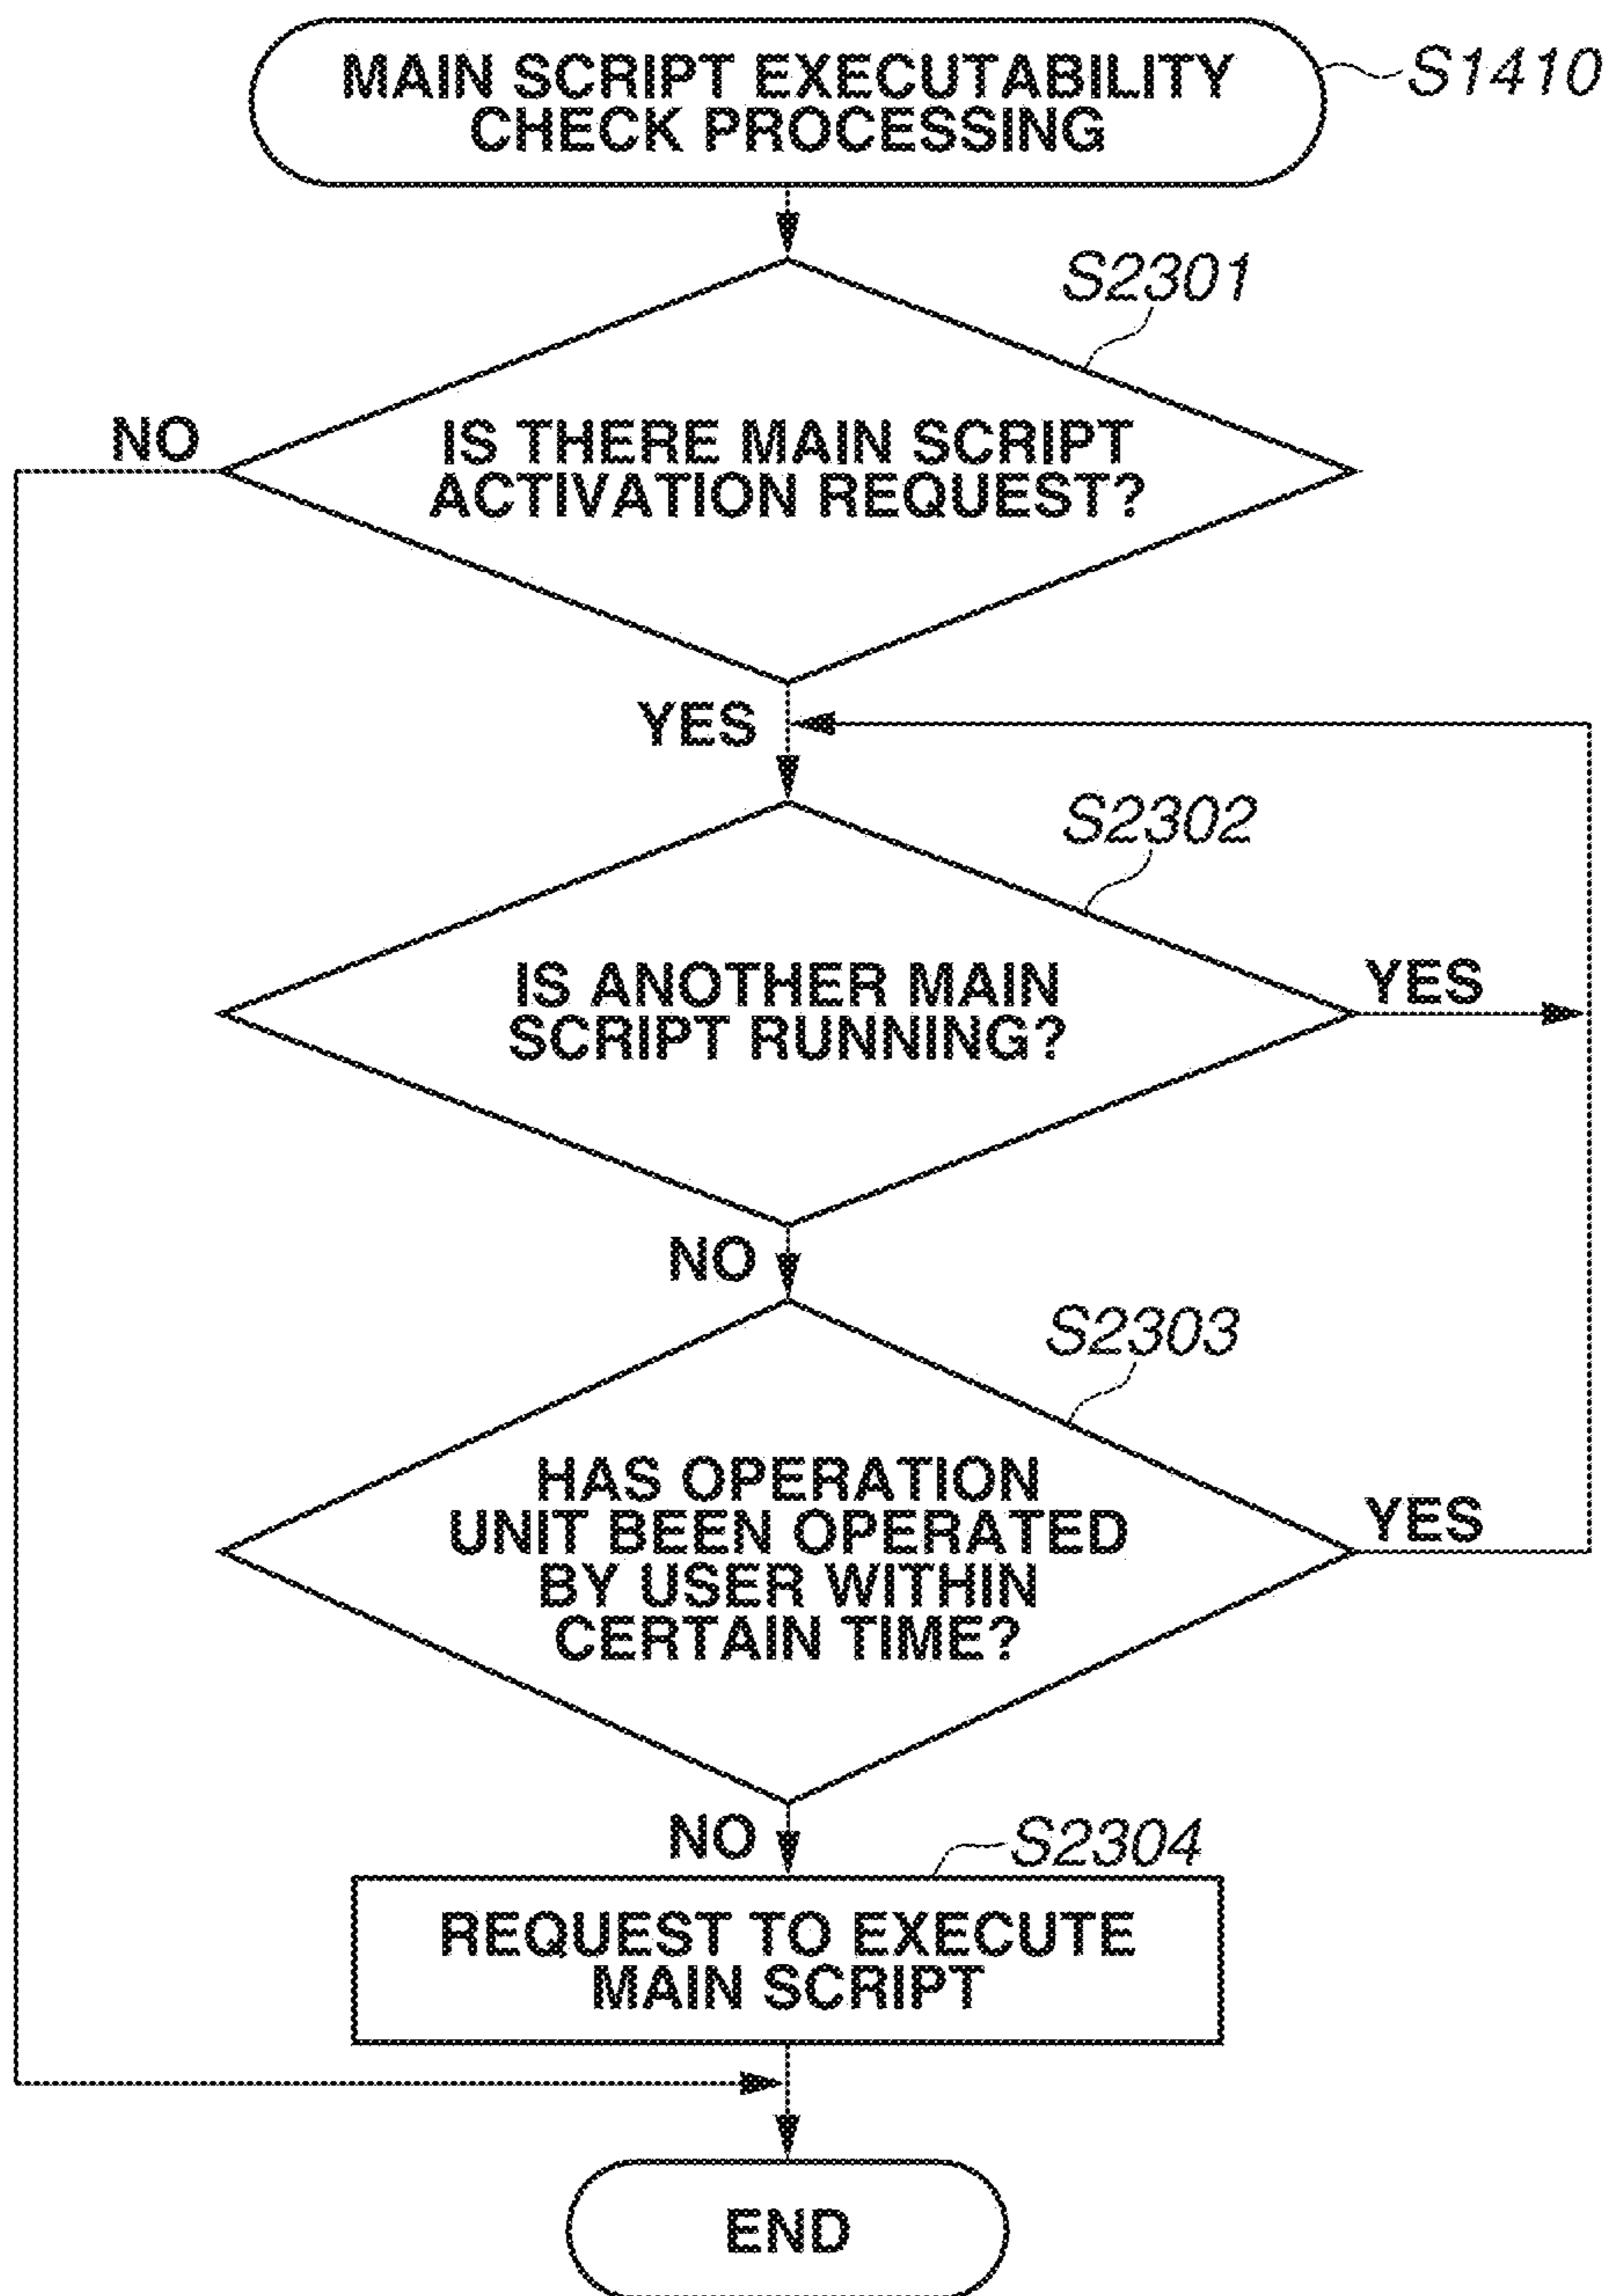 MAIN SCRIPT EXECUTABILITY
CHECK PROCESSING
S1410
S2301
NO
IS THERE MAIN SCRIPT
ACTIVATION REQUEST?
YES
S2302
IS ANOTHER MAIN
SCRIPT RUNNING?
YES
NO
S2303
HAS OPERATION
UNIT BEEN OPERATED
BY USER WITHIN
CERTAIN TIME?
YES
NO
S2304
REQUEST TO EXECUTE
MAIN SCRIPT
END